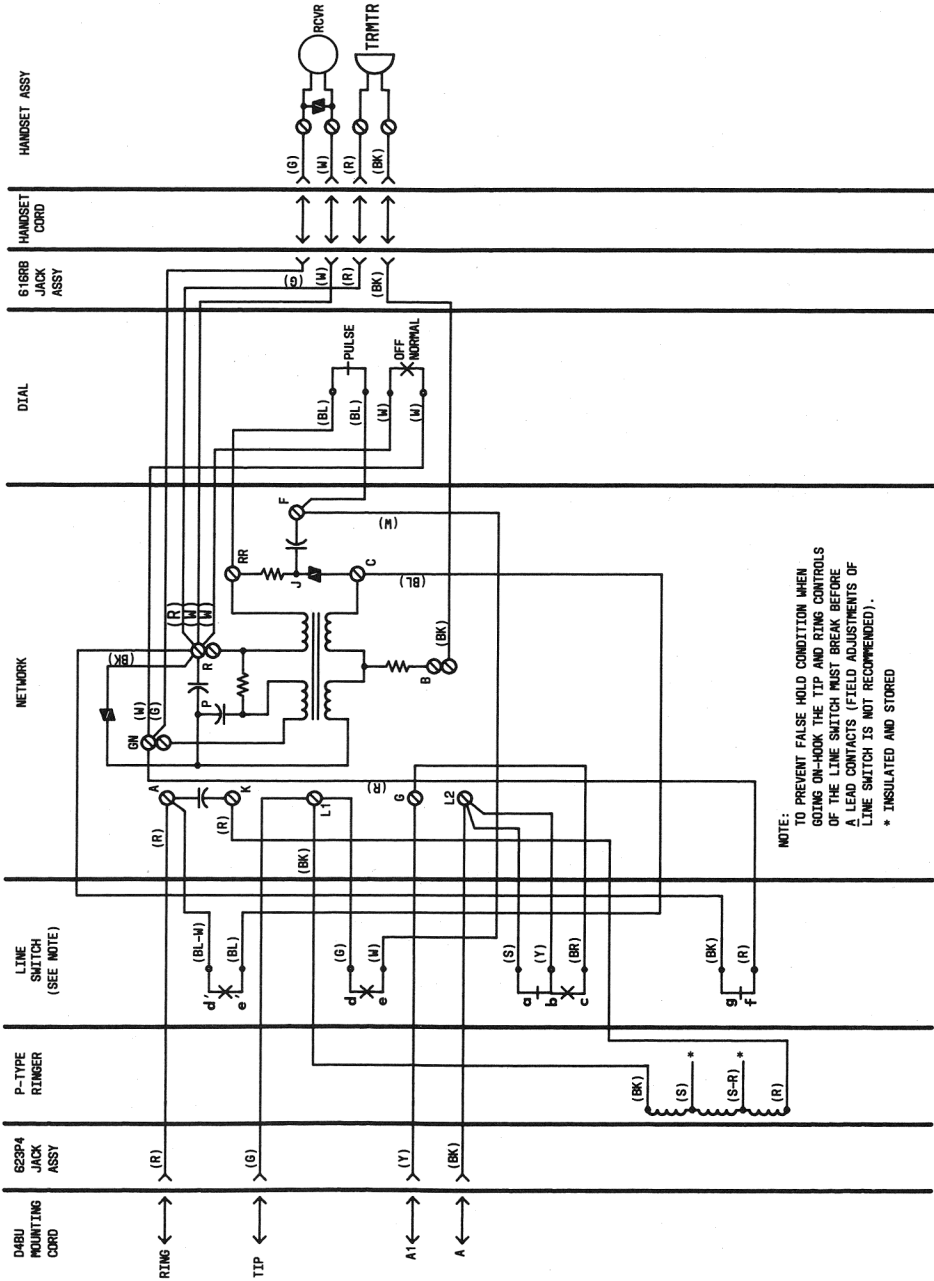 D4BU
MOUNTING
CORD
623P4
JACK
ASSY
P-TYPE
RINGER
LINE
SWITCH
(SEE NOTE)
NETWORK
DIAL
616RB
JACK
ASSY
HANDSET
CORD
HANDSET ASSY
RING
(R)
(R)
A
TIP
(G)
A1
(Y)
A
(BK)
(BL-W)
(BL)
d'
e'
(G)
(W)
d
e
(S)
(Y)
(BR)
a
b
c
(BK)
(R)
g
f
(BK)
(S)
*
(S-R)
*
(R)
K
(R)
(BK)
L1
G
(R)
L2
GN
(W)
(G)
(BK)
P
R
(R)
(W)
(W)
RR
J
C
(BL)
F
(W)
B
(BK)
(BL)
PULSE
(BL)
(W)
OFF
NORMAL
(W)
(G)
(W)
(R)
(BK)
(G)
(W)
(R)
(BK)
RCVR
TRMTR
NOTE:
TO PREVENT FALSE HOLD CONDITION WHEN
GOING ON-HOOK THE TIP AND RING CONTROLS
OF THE LINE SWITCH MUST BREAK BEFORE
A LEAD CONTACTS (FIELD ADJUSTMENTS OF
LINE SWITCH IS NOT RECOMMENDED).
* INSULATED AND STORED